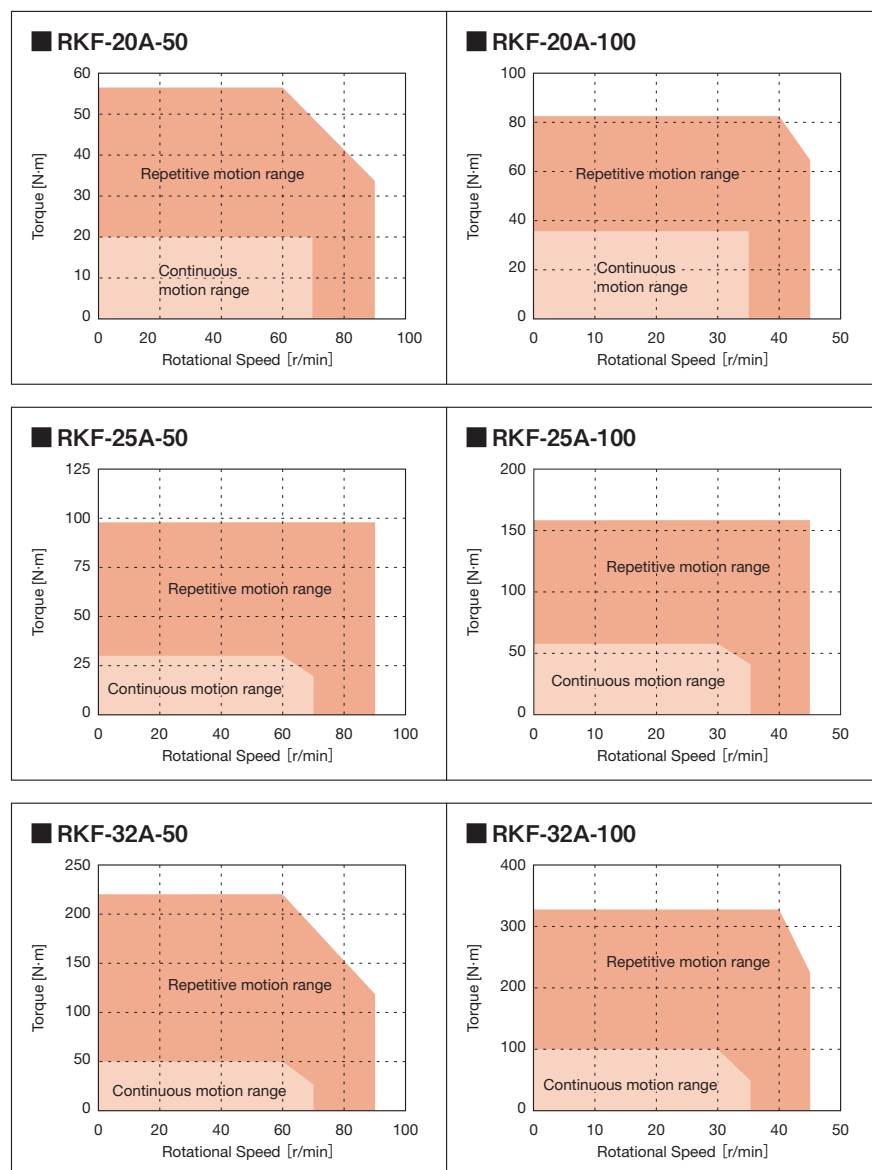 ■ RKF-20A-50
Torque [N·m]
60
50
40
30
20
10
0
Repetitive motion range
Continuous
motion range
0 20 40 60 80 100
Rotational Speed [r/min]
■ RKF-20A-100
Torque [N·m]
100
80
60
40
20
0
Repetitive motion range
Continuous
motion range
0 10 20 30 40 50
Rotational Speed [r/min]
■ RKF-25A-50
Torque [N·m]
125
100
75
50
25
0
Repetitive motion range
Continuous motion range
0 20 40 60 80 100
Rotational Speed [r/min]
■ RKF-25A-100
Torque [N·m]
200
150
100
50
0
Repetitive motion range
Continuous motion range
0 10 20 30 40 50
Rotational Speed [r/min]
■ RKF-32A-50
Torque [N·m]
250
200
150
100
50
0
Repetitive motion range
Continuous motion range
0 20 40 60 80 100
Rotational Speed [r/min]
■ RKF-32A-100
Torque [N·m]
400
300
200
100
0
Repetitive motion range
Continuous motion range
0 10 20 30 40 50
Rotational Speed [r/min]